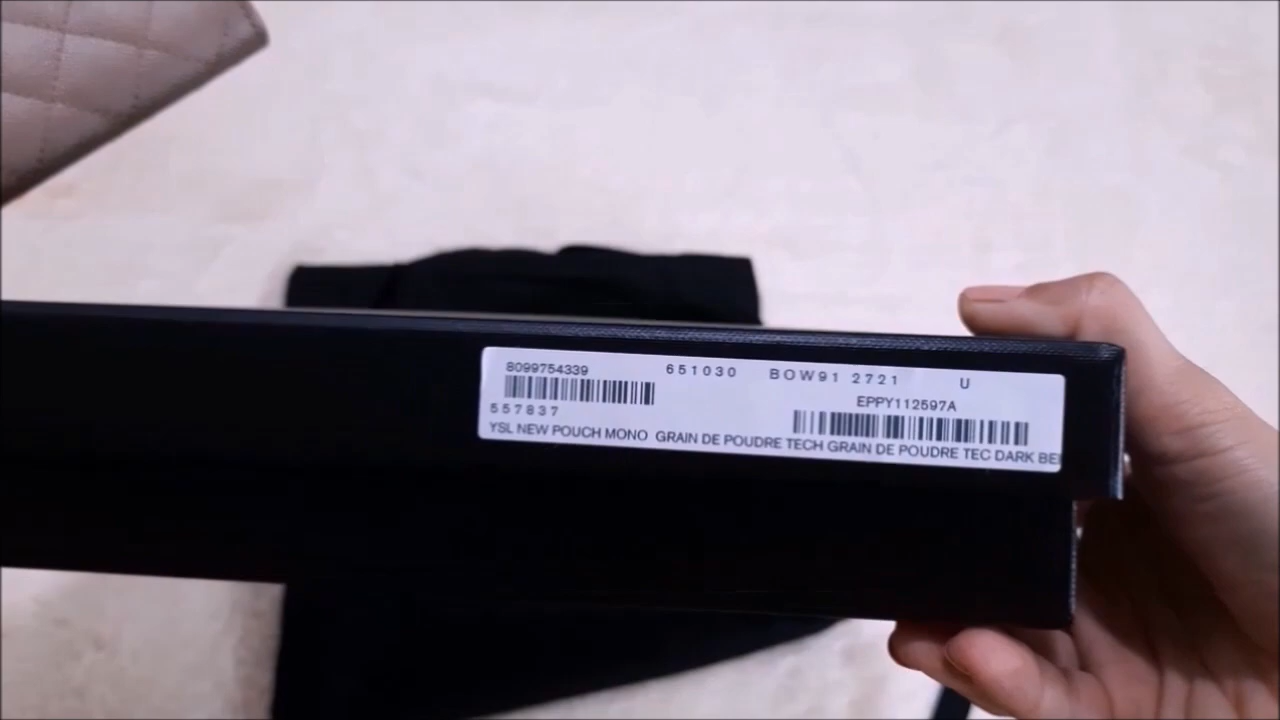 8099754339 651030 BOW91 2721 U
EPPY112597A
557837
YSL NEW POUCH MONO GRAIN DE POUDRE TECH GRAIN DE POUDRE TEC DARK BEI